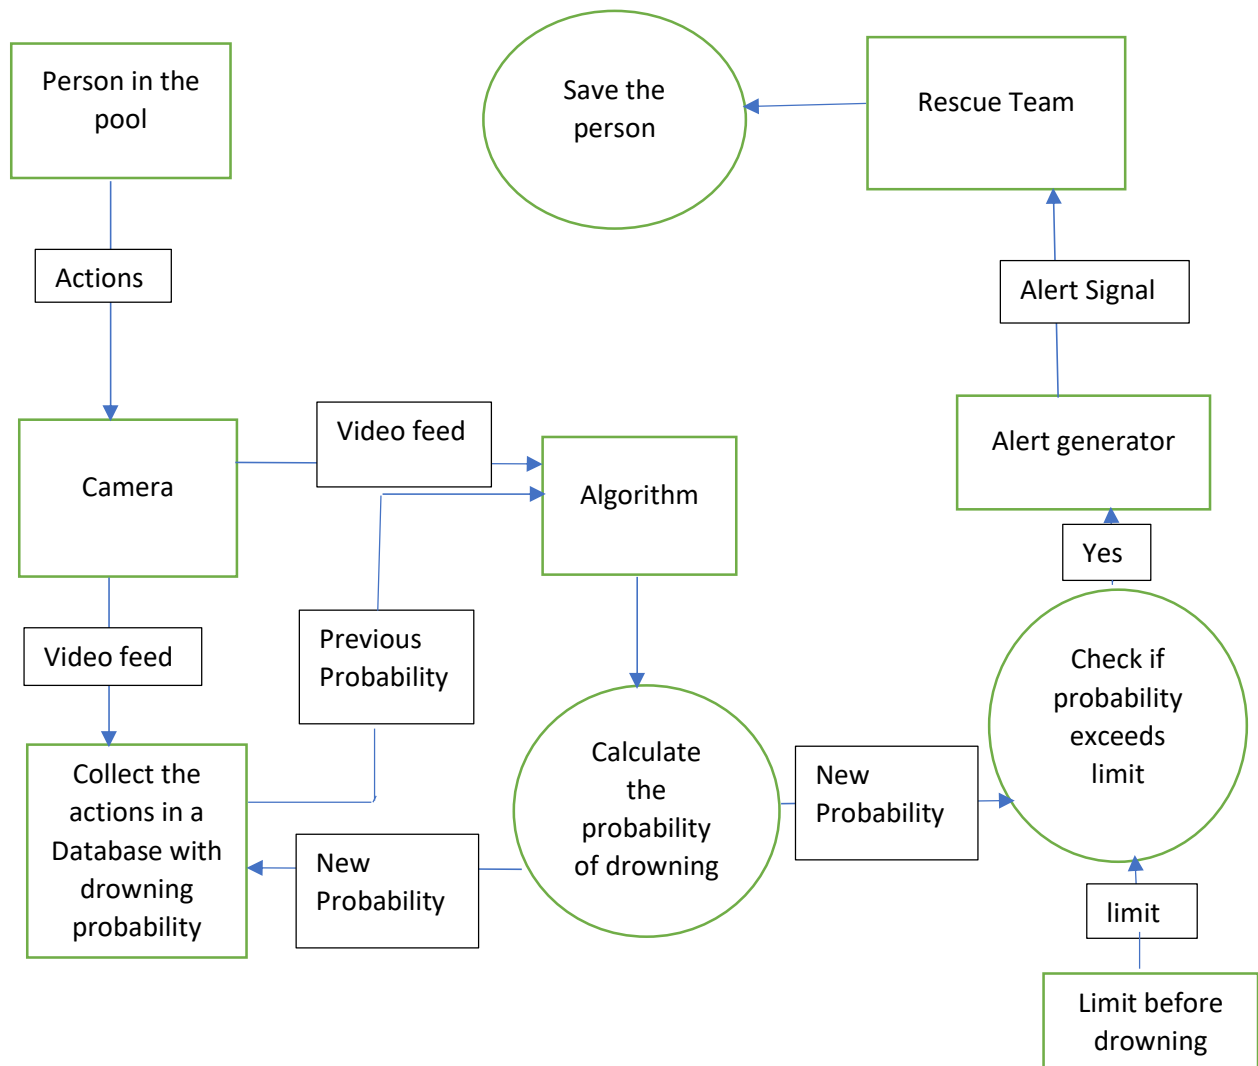 Person in the
pool
Save the
person
Rescue Team
Actions
Alert Signal
Video feed
Camera
Algorithm
Alert generator
Yes
Previous
Probability
Video feed
Check if
probability
exceeds
limit
Collect the
actions in a
Database with
drowning
probability
Calculate
the
probability
of drowning
New
Probability
New
Probability
limit
Limit before
drowning